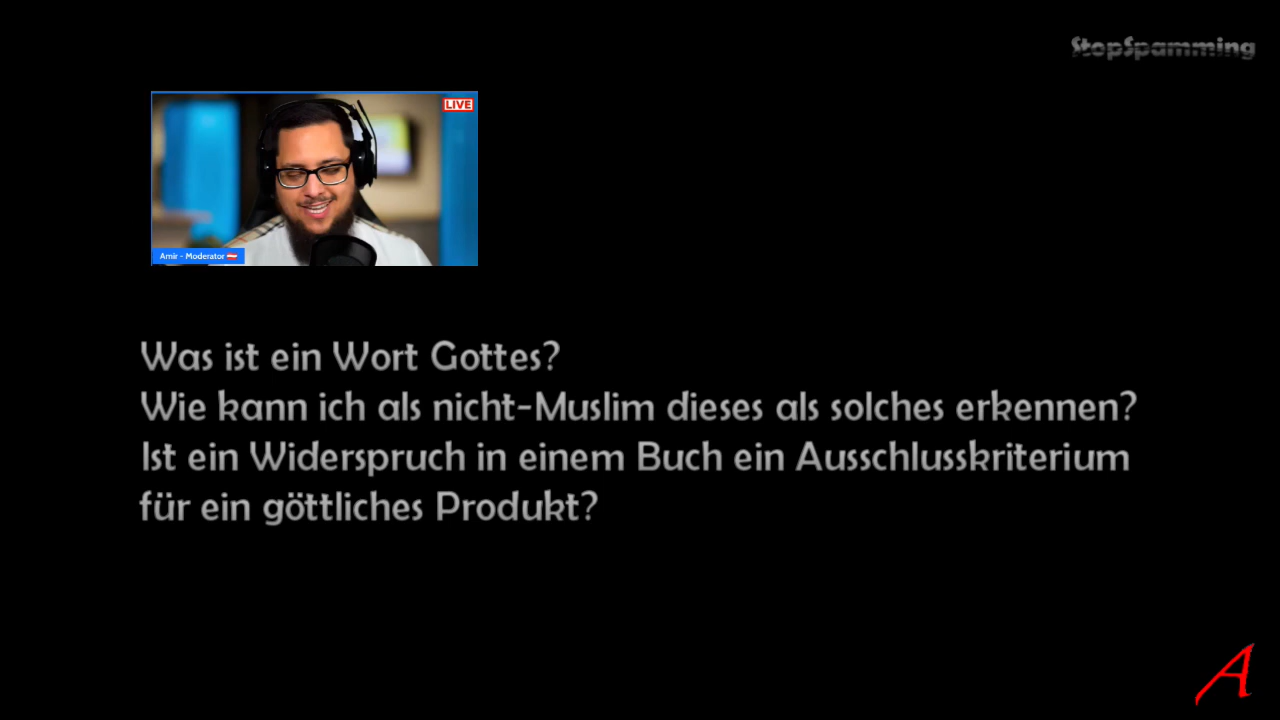 StopSpamming
LIVE
Amir - Moderator
Was ist ein Wort Gottes?
Wie kann ich als nicht-Muslim dieses als solches erkennen?
Ist ein Widerspruch in einem Buch ein Ausschlusskriterium
für ein göttliches Produkt?
A